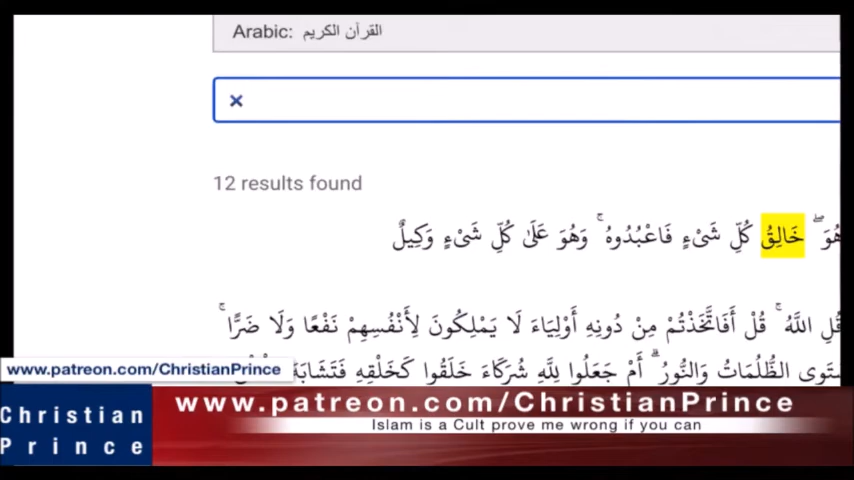 Arabic: القرآن الكريم
×
12 results found
هُوَ ۖ خَالِقُ كُلِّ شَىْءٍ فَاعْبُدُوهُ ۚ وَهُوَ عَلَىٰ كُلِّ شَىْءٍ وَكِيلٌ
قُلِ اللَّهُ ۚ قُلْ أَفَاتَّخَذْتُمْ مِنْ دُونِهِ أَوْلِيَاءَ لَا يَمْلِكُونَ لِأَنْفُسِهِمْ نَفْعًا وَلَا ضَرًّا ۚ
الظُّلُمَاتُ وَالنُّورُ ۗ أَمْ جَعَلُوا لِلَّهِ شُرَكَاءَ خَلَقُوا كَخَلْقِهِ
www.patreon.com/ChristianPrince
Christian
Prince
www.patreon.com/ChristianPrince
Islam is a Cult prove me wrong if you can